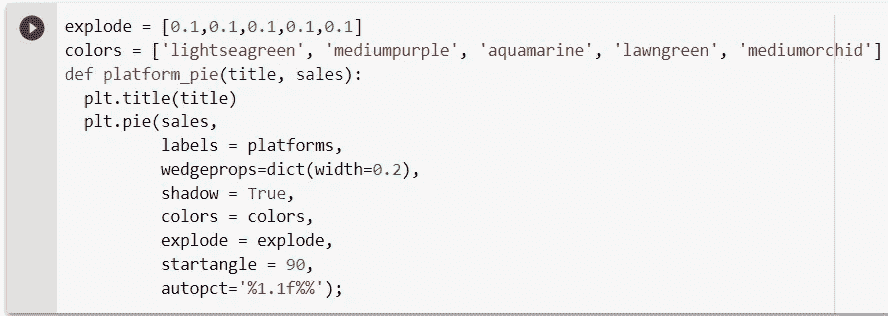 explode = [0.1,0.1,0.1,0.1,0.1]
colors = ['lightseagreen', 'mediumpurple', 'aquamarine', 'lawngreen', 'mediumorchid']
def platform_pie(title, sales):
  plt.title(title)
  plt.pie(sales,
          labels = platforms,
          wedgeprops=dict(width=0.2),
          shadow = True,
          colors = colors,
          explode = explode,
          startangle = 90,
          autopct='%1.1f%%');